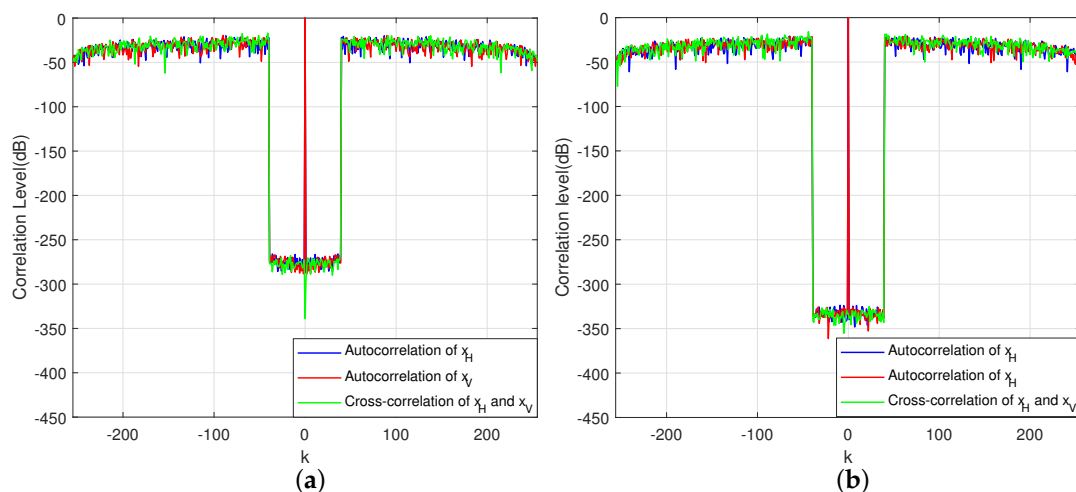 0
-50
-100
-150
-200
-250
-300
-350
-400
-450
Correlation Level(dB)
-200 -100 0 100 200
k
Autocorrelation of x_H
Autocorrelation of x_V
Cross-correlation of x_H and x_V
(a)
0
-50
-100
-150
-200
-250
-300
-350
-400
-450
Correlation level(dB)
-200 -100 0 100 200
k
Autocorrelation of x_H
Autocorrelation of x_H
Cross-correlation of x_H and x_V
(b)